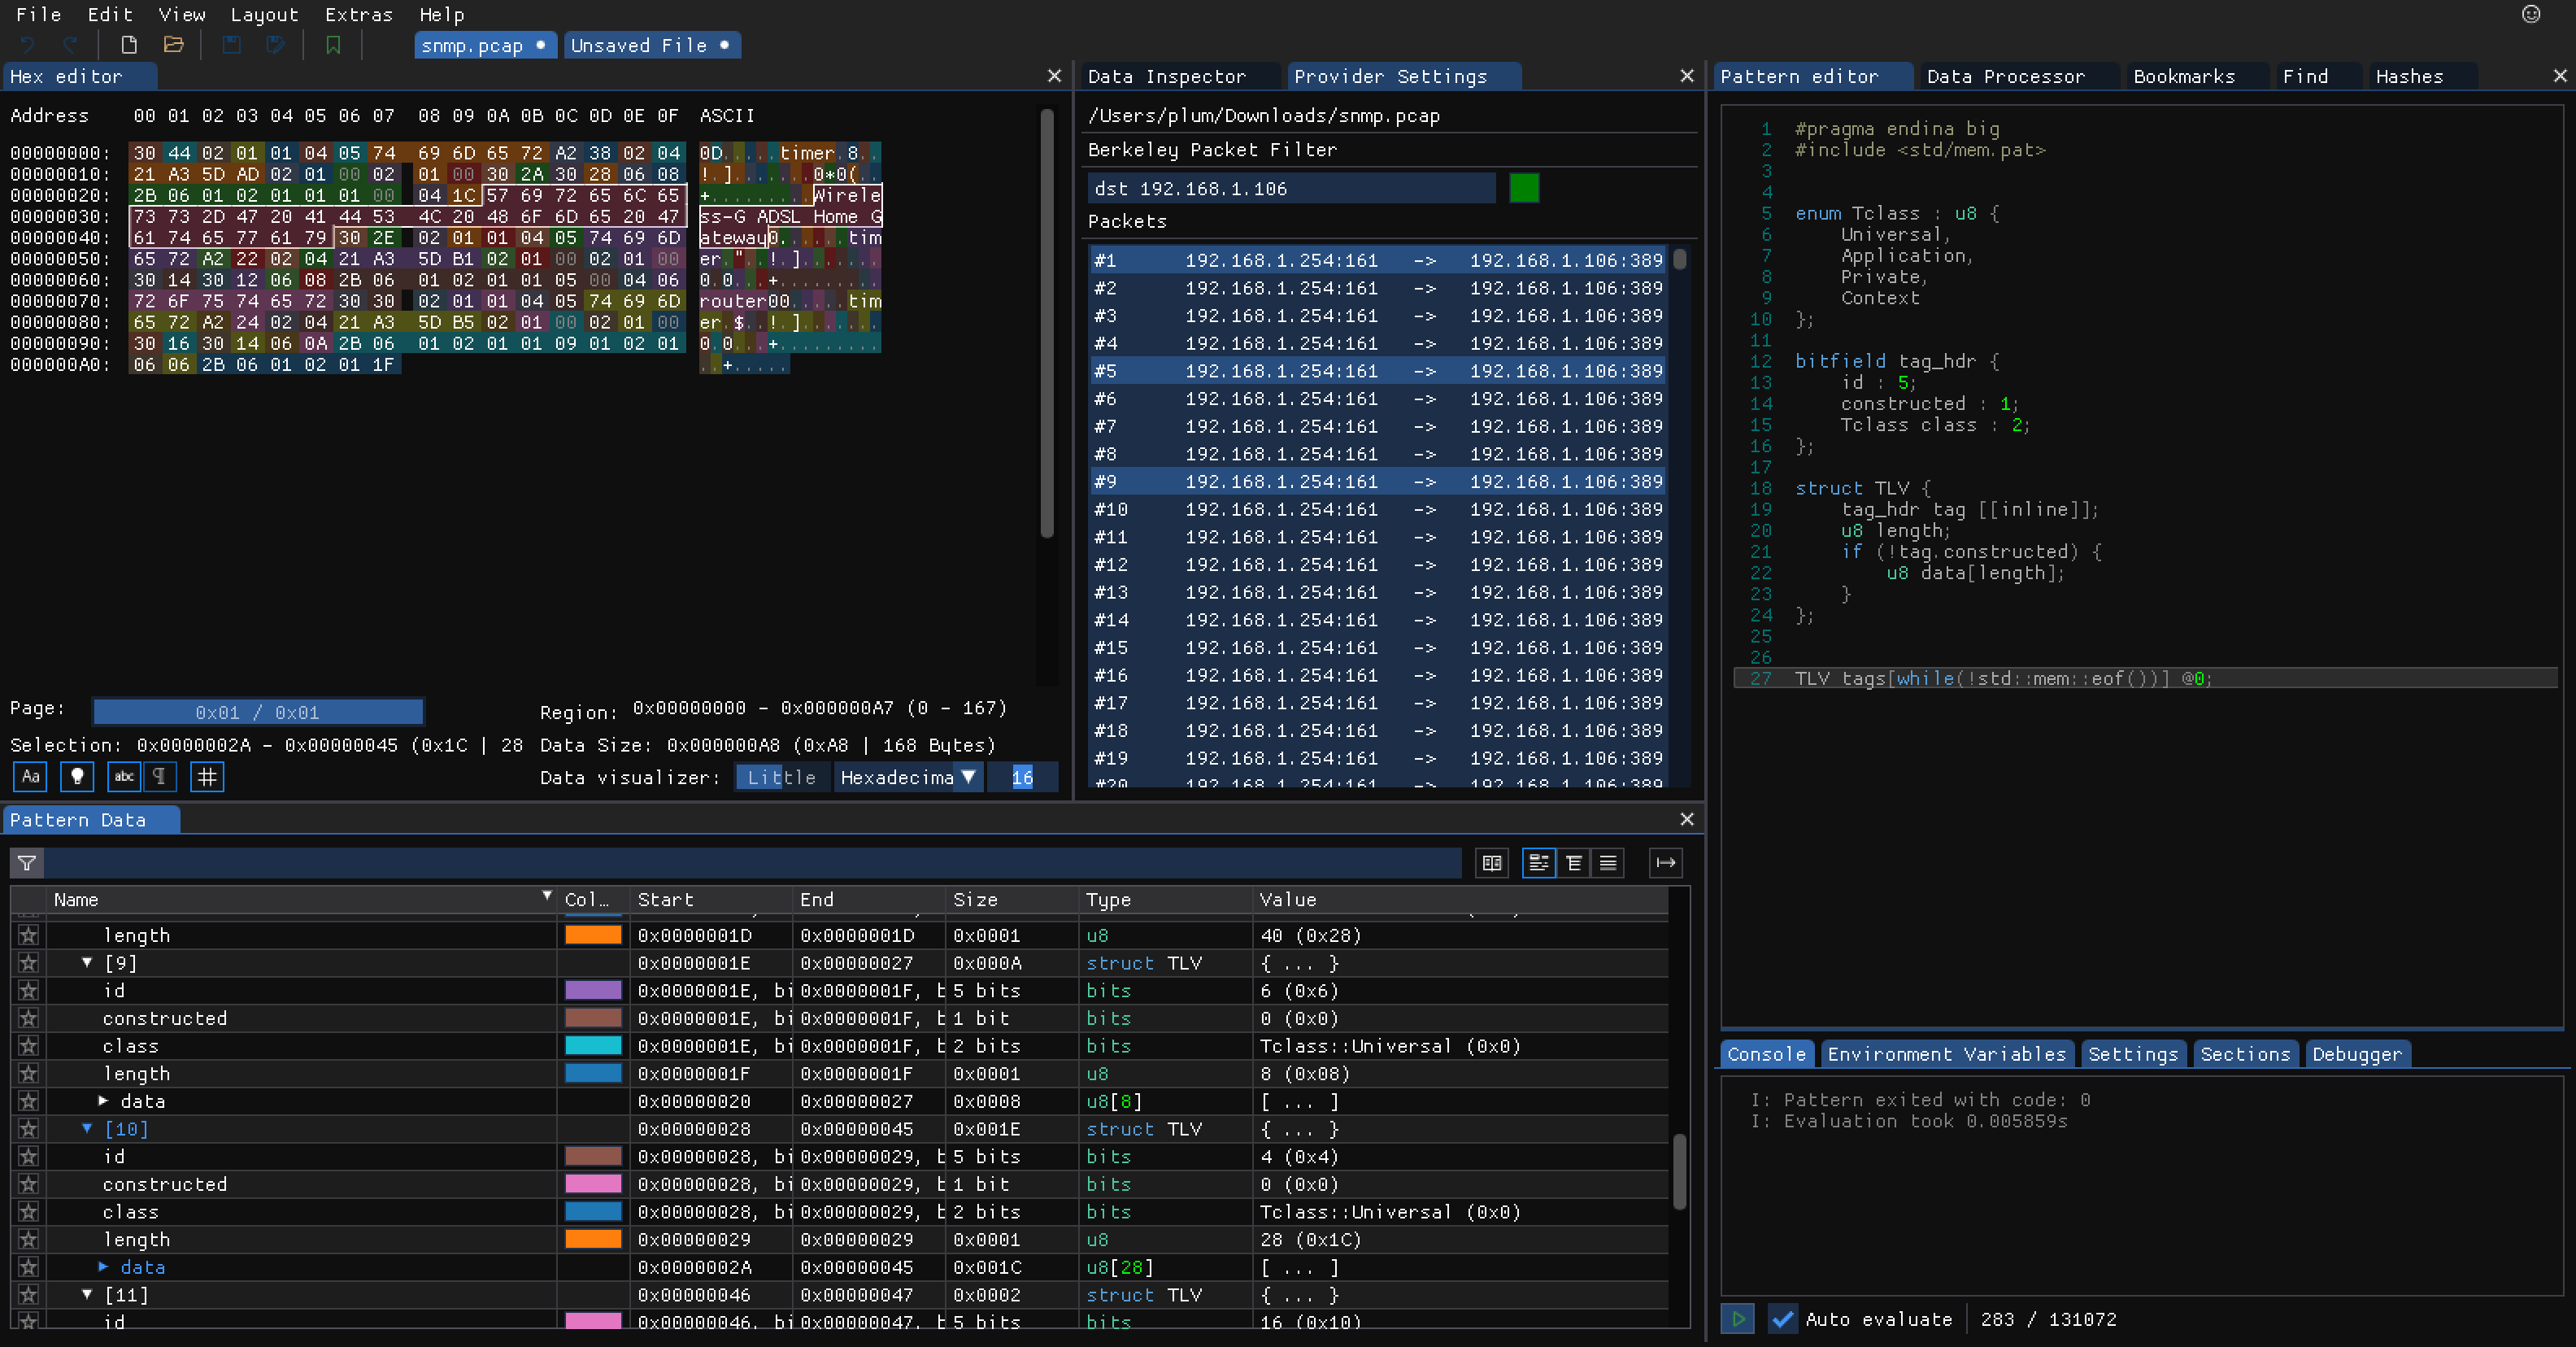 File Edit View Layout Extras Help
snmp.pcap Unsaved File
Hex editor
Address 00 01 02 03 04 05 06 07 08 09 0A 0B 0C 0D 0E 0F ASCII
00000000: 30 44 02 01 01 04 05 74 69 6D 65 72 A2 38 02 04 0D.....timer.8..
00000010: 21 A3 5D AD 02 01 00 02 01 00 30 2A 30 28 06 08 !.].......0*0(..
00000020: 2B 06 01 02 01 01 01 00 04 1C 57 69 72 65 6C 65 +.........Wirele
00000030: 73 73 2D 47 20 41 44 53 4C 20 48 6F 6D 65 20 47 ss-G ADSL Home G
00000040: 61 74 65 77 61 79 30 2E 02 01 01 04 05 74 69 6D ateway0......tim
00000050: 65 72 A2 22 02 04 21 A3 5D B1 02 01 00 02 01 00 er."..!.].......
00000060: 30 14 30 12 06 08 2B 06 01 02 01 01 05 00 04 06 0.0...+.........
00000070: 72 6F 75 74 65 72 30 30 02 01 01 04 05 74 69 6D router00.....tim
00000080: 65 72 A2 24 02 04 21 A3 5D B5 02 01 00 02 01 00 er.$..!.].......
00000090: 30 16 30 14 06 0A 2B 06 01 02 01 01 09 01 02 01 0.0...+.........
000000A0: 06 06 2B 06 01 02 01 1F ..+.....
Page: 0x01 / 0x01 Region: 0x00000000 - 0x000000A7 (0 - 167)
Selection: 0x0000002A - 0x00000045 (0x1C | 28 Data Size: 0x000000A8 (0xA8 | 168 Bytes)
Aa abc ¶ Data visualizer: Little Hexadecima 16
Data Inspector Provider Settings
/Users/plum/Downloads/snmp.pcap
Berkeley Packet Filter
dst 192.168.1.106
Packets
#1 192.168.1.254:161 -> 192.168.1.106:389
#2 192.168.1.254:161 -> 192.168.1.106:389
#3 192.168.1.254:161 -> 192.168.1.106:389
#4 192.168.1.254:161 -> 192.168.1.106:389
#5 192.168.1.254:161 -> 192.168.1.106:389
#6 192.168.1.254:161 -> 192.168.1.106:389
#7 192.168.1.254:161 -> 192.168.1.106:389
#8 192.168.1.254:161 -> 192.168.1.106:389
#9 192.168.1.254:161 -> 192.168.1.106:389
#10 192.168.1.254:161 -> 192.168.1.106:389
#11 192.168.1.254:161 -> 192.168.1.106:389
#12 192.168.1.254:161 -> 192.168.1.106:389
#13 192.168.1.254:161 -> 192.168.1.106:389
#14 192.168.1.254:161 -> 192.168.1.106:389
#15 192.168.1.254:161 -> 192.168.1.106:389
#16 192.168.1.254:161 -> 192.168.1.106:389
#17 192.168.1.254:161 -> 192.168.1.106:389
#18 192.168.1.254:161 -> 192.168.1.106:389
#19 192.168.1.254:161 -> 192.168.1.106:389
#20 192.168.1.254:161 -> 192.168.1.106:389
Pattern editor Data Processor Bookmarks Find Hashes
1 #pragma endina big
2 #include <std/mem.pat>
3
4
5 enum Tclass : u8 {
6 Universal,
7 Application,
8 Private,
9 Context
10 };
11
12 bitfield tag_hdr {
13 id : 5;
14 constructed : 1;
15 Tclass class : 2;
16 };
17
18 struct TLV {
19 tag_hdr tag [[inline]];
20 u8 length;
21 if (!tag.constructed) {
22 u8 data[length];
23 }
24 };
25
26
27 TLV tags[while(!std::mem::eof())] @0;
Pattern Data
Name Col... Start End Size Type Value
length 0x0000001D 0x0000001D 0x0001 u8 40 (0x28)
[9] 0x0000001E 0x00000027 0x000A struct TLV { ... }
id 0x0000001E, bi 0x0000001F, b 5 bits bits 6 (0x6)
constructed 0x0000001E, bi 0x0000001F, b 1 bit bits 0 (0x0)
class 0x0000001E, bi 0x0000001F, b 2 bits bits Tclass::Universal (0x0)
length 0x0000001F 0x0000001F 0x0001 u8 8 (0x08)
data 0x00000020 0x00000027 0x0008 u8[8] [ ... ]
[10] 0x00000028 0x00000045 0x001E struct TLV { ... }
id 0x00000028, bi 0x00000029, b 5 bits bits 4 (0x4)
constructed 0x00000028, bi 0x00000029, b 1 bit bits 0 (0x0)
class 0x00000028, bi 0x00000029, b 2 bits bits Tclass::Universal (0x0)
length 0x00000029 0x00000029 0x0001 u8 28 (0x1C)
data 0x0000002A 0x00000045 0x001C u8[28] [ ... ]
[11] 0x00000046 0x00000047 0x0002 struct TLV { ... }
id 0x00000046, bi 0x00000047, b 5 bits bits 16 (0x10)
Console Environment Variables Settings Sections Debugger
I: Pattern exited with code: 0
I: Evaluation took 0.005859s
Auto evaluate 283 / 131072